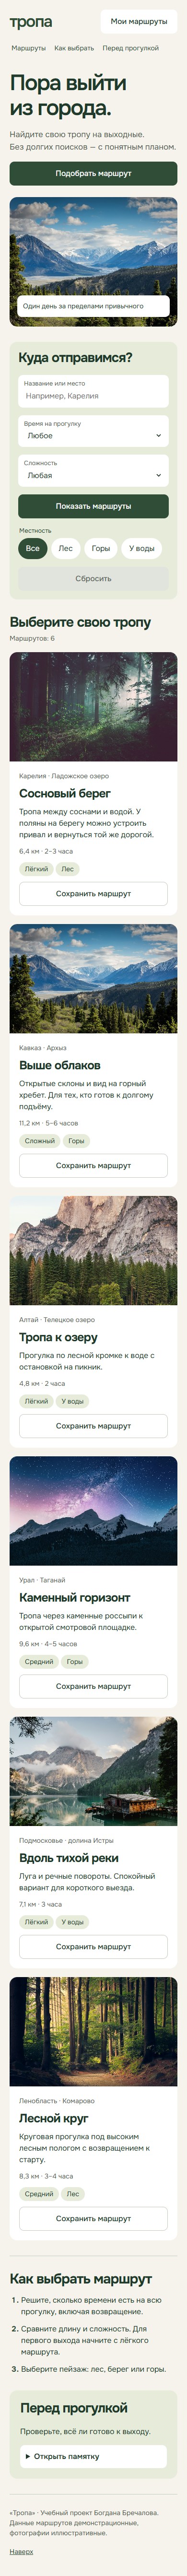 тропа
Мои маршруты
Маршруты Как выбрать Перед прогулкой
Пора выйти
из города.
Найдите свою тропу на выходные.
Без долгих поисков — с понятным планом.
Подобрать маршрут
Один день за пределами привычного
Куда отправимся?
Название или место
Например, Карелия
Время на прогулку
Любое
Сложность
Любая
Показать маршруты
Местность
Все Лес Горы У воды
Сбросить
Выберите свою тропу
Маршрутов: 6
Карелия · Ладожское озеро
Сосновый берег
Тропа между соснами и водой. У
поляны на берегу можно устроить
привал и вернуться той же дорогой.
6,4 км · 2–3 часа
Лёгкий Лес
Сохранить маршрут
Кавказ · Архыз
Выше облаков
Открытые склоны и вид на горный
хребет. Для тех, кто готов к долгому
подъёму.
11,2 км · 5–6 часов
Сложный Горы
Сохранить маршрут
Алтай · Телецкое озеро
Тропа к озеру
Прогулка по лесной кромке к воде с
остановкой на пикник.
4,8 км · 2 часа
Лёгкий У воды
Сохранить маршрут
Урал · Таганай
Каменный горизонт
Тропа через каменные россыпи к
открытой смотровой площадке.
9,6 км · 4–5 часов
Средний Горы
Сохранить маршрут
Подмосковье · долина Истры
Вдоль тихой реки
Луга и речные повороты. Спокойный
вариант для короткого выезда.
7,1 км · 3 часа
Лёгкий У воды
Сохранить маршрут
Ленобласть · Комарово
Лесной круг
Круговая прогулка под высоким
лесным пологом с возвращением к
старту.
8,3 км · 3–4 часа
Средний Лес
Сохранить маршрут
Как выбрать маршрут
1. Решите, сколько времени есть на всю
прогулку, включая возвращение.
2. Сравните длину и сложность. Для
первого выхода начните с лёгкого
маршрута.
3. Выберите пейзаж: лес, берег или горы.
Перед прогулкой
Проверьте, всё ли готово к выходу.
Открыть памятку
«Тропа» · Учебный проект Богдана Бречалова.
Данные маршрутов демонстрационные,
фотографии иллюстративные.
Наверх